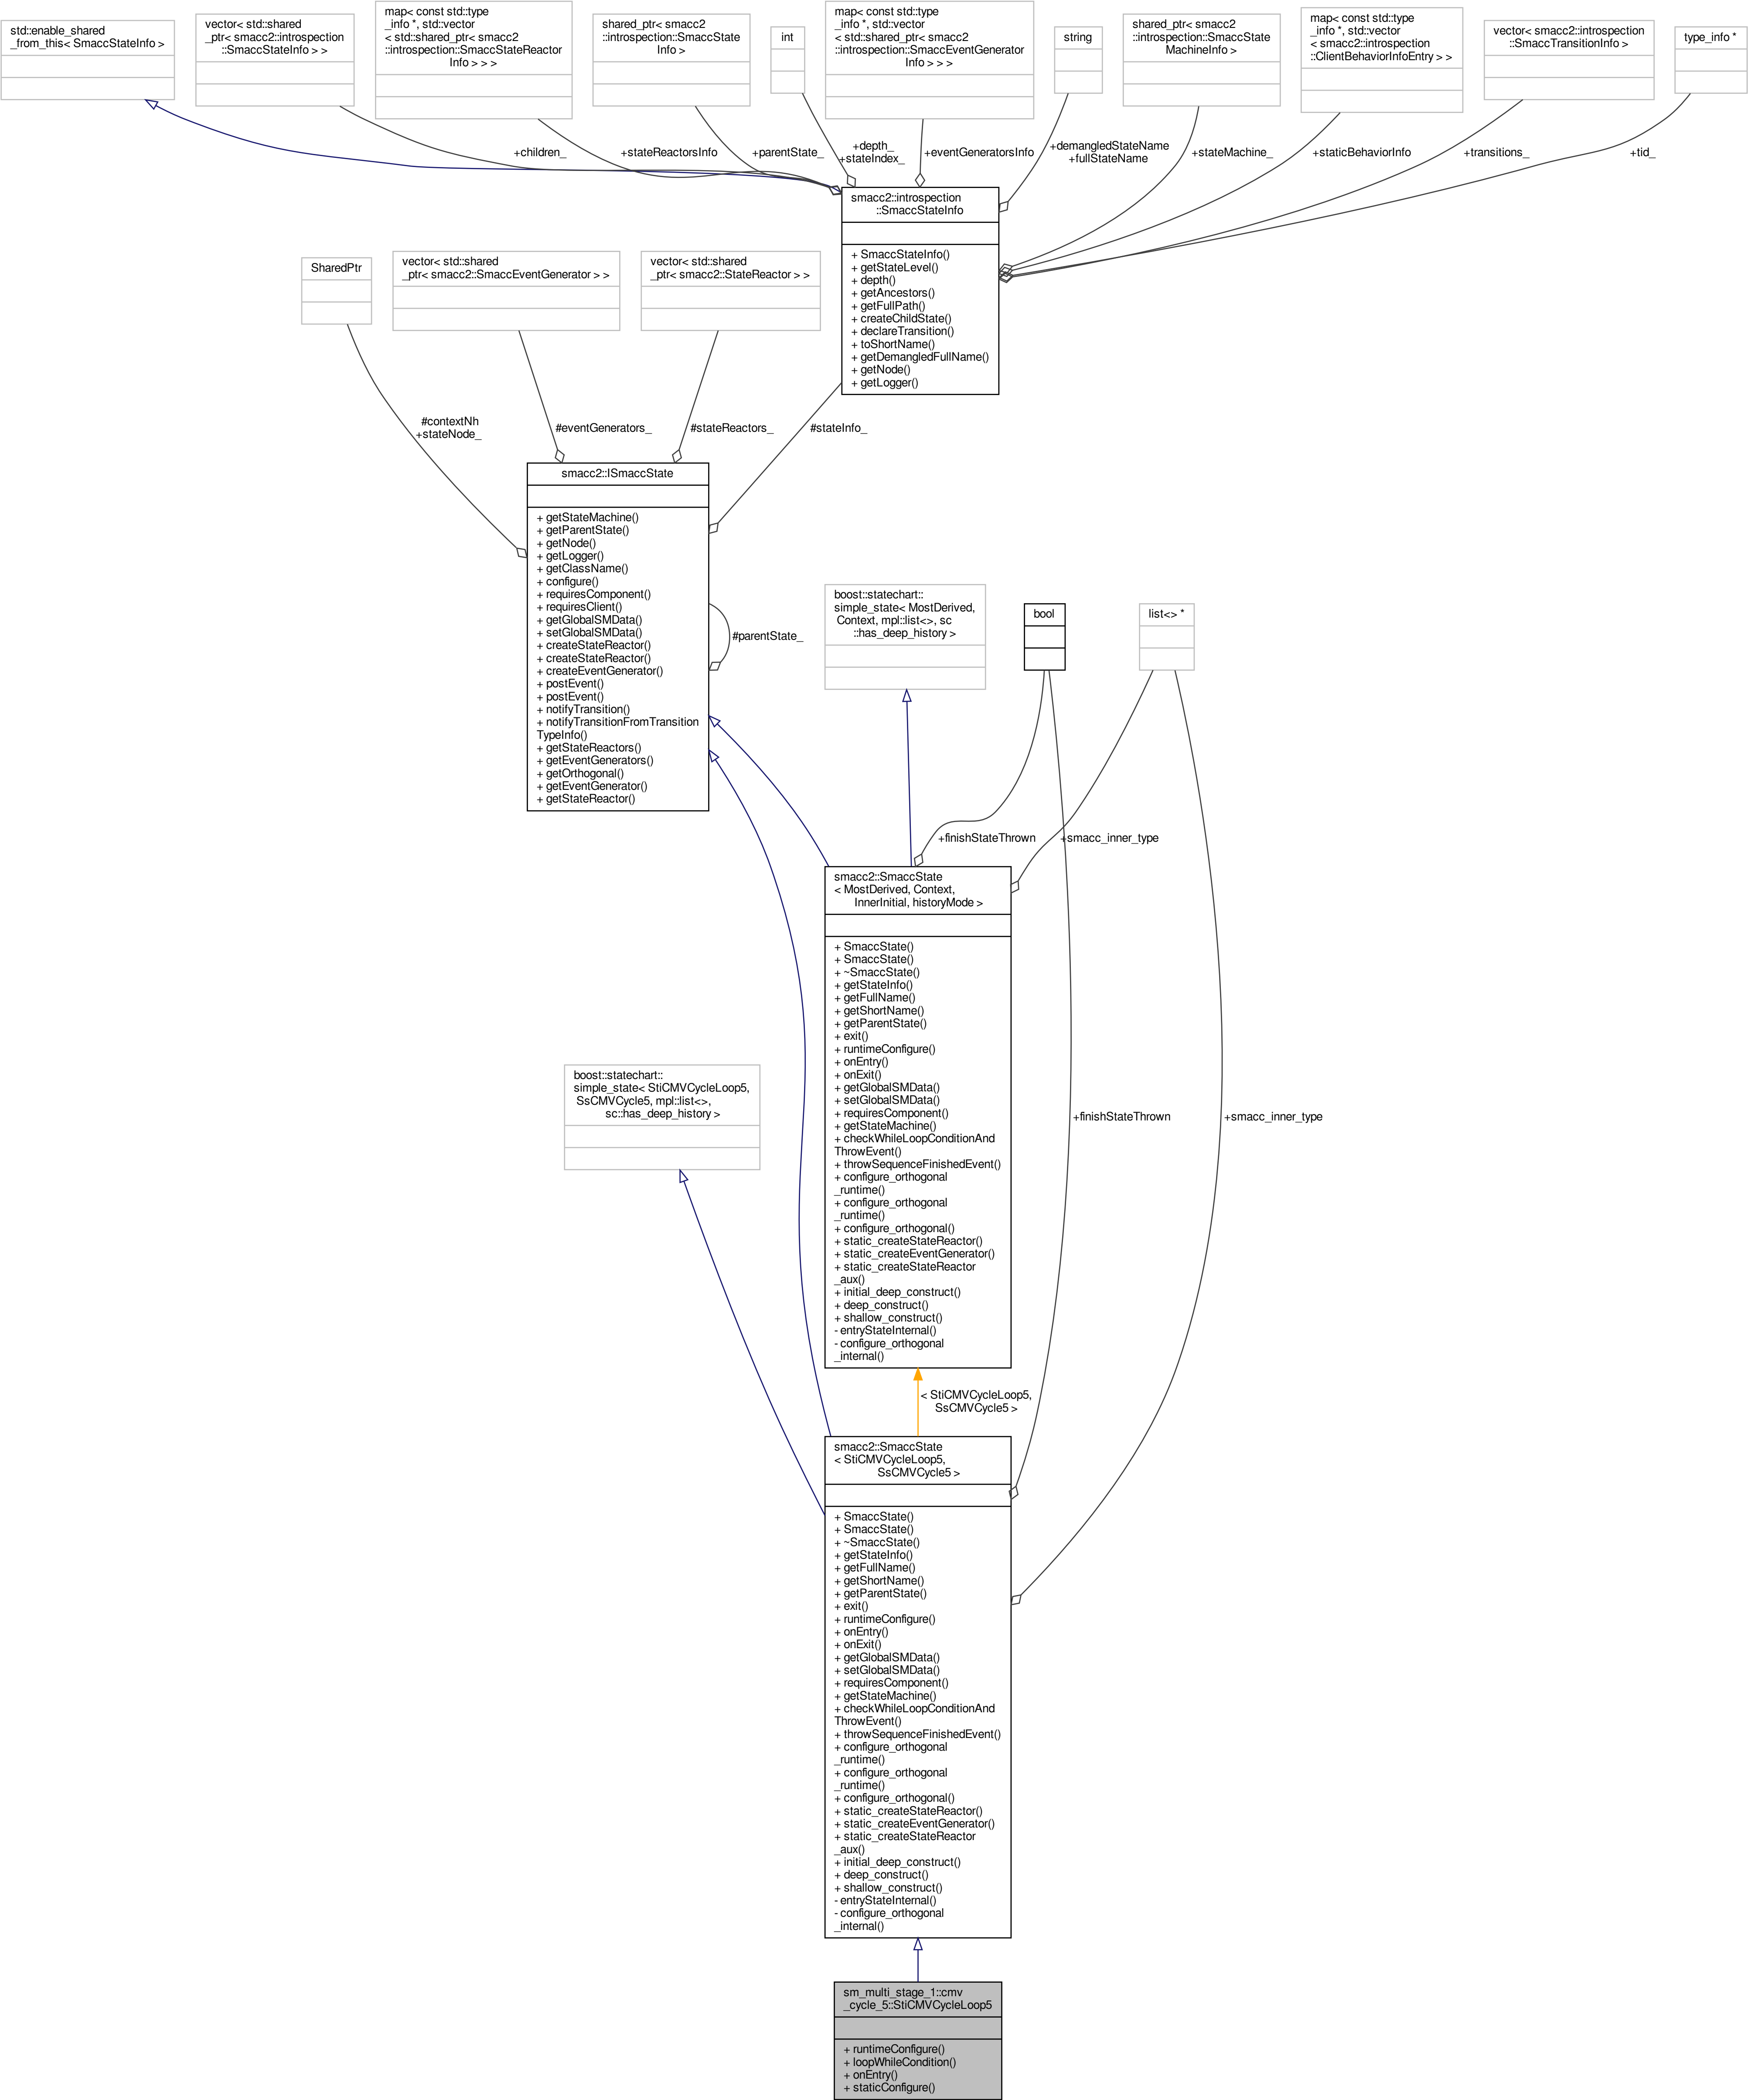 std::enable_shared
_from_this< SmaccStateInfo >
vector< std::shared
_ptr< smacc2::introspection
::SmaccStateInfo > >
map< const std::type
_info *, std::vector
< std::shared_ptr< smacc2
::introspection::SmaccStateReactor
Info > > >
shared_ptr< smacc2
::introspection::SmaccState
Info >
int
map< const std::type
_info *, std::vector
< std::shared_ptr< smacc2
::introspection::SmaccEventGenerator
Info > > >
string
shared_ptr< smacc2
::introspection::SmaccState
MachineInfo >
map< const std::type
_info *, std::vector
< smacc2::introspection
::ClientBehaviorInfoEntry > >
vector< smacc2::introspection
::SmaccTransitionInfo >
type_info *
+children_
+stateReactorsInfo
+parentState_
+depth_
+stateIndex_
+eventGeneratorsInfo
+demangledStateName
+fullStateName
+stateMachine_
+staticBehaviorInfo
+transitions_
+tid_
smacc2::introspection
::SmaccStateInfo
+ SmaccStateInfo()
+ getStateLevel()
+ depth()
+ getAncestors()
+ getFullPath()
+ createChildState()
+ declareTransition()
+ toShortName()
+ getDemangledFullName()
+ getNode()
+ getLogger()
SharedPtr
vector< std::shared
_ptr< smacc2::SmaccEventGenerator > >
vector< std::shared
_ptr< smacc2::StateReactor > >
#contextNh
+stateNode_
#eventGenerators_
#stateReactors_
#stateInfo_
smacc2::ISmaccState
+ getStateMachine()
+ getParentState()
+ getNode()
+ getLogger()
+ getClassName()
+ configure()
+ requiresComponent()
+ requiresClient()
+ getGlobalSMData()
+ setGlobalSMData()
+ createStateReactor()
+ createStateReactor()
+ createEventGenerator()
+ postEvent()
+ postEvent()
+ notifyTransition()
+ notifyTransitionFromTransition
TypeInfo()
+ getStateReactors()
+ getEventGenerators()
+ getOrthogonal()
+ getEventGenerator()
+ getStateReactor()
#parentState_
boost::statechart::
simple_state< MostDerived,
Context, mpl::list<>, sc
::has_deep_history >
bool
list<> *
+finishStateThrown
+smacc_inner_type
smacc2::SmaccState
< MostDerived, Context,
InnerInitial, historyMode >
+ SmaccState()
+ SmaccState()
+ ~SmaccState()
+ getStateInfo()
+ getFullName()
+ getShortName()
+ getParentState()
+ exit()
+ runtimeConfigure()
+ onEntry()
+ onExit()
+ getGlobalSMData()
+ setGlobalSMData()
+ requiresComponent()
+ getStateMachine()
+ checkWhileLoopConditionAnd
ThrowEvent()
+ throwSequenceFinishedEvent()
+ configure_orthogonal
_runtime()
+ configure_orthogonal
_runtime()
+ configure_orthogonal()
+ static_createStateReactor()
+ static_createEventGenerator()
+ static_createStateReactor
_aux()
+ initial_deep_construct()
+ deep_construct()
+ shallow_construct()
- entryStateInternal()
- configure_orthogonal
_internal()
boost::statechart::
simple_state< StiCMVCycleLoop5,
SsCMVCycle5, mpl::list<>,
sc::has_deep_history >
+finishStateThrown
+smacc_inner_type
< StiCMVCycleLoop5,
SsCMVCycle5 >
smacc2::SmaccState
< StiCMVCycleLoop5,
SsCMVCycle5 >
+ SmaccState()
+ SmaccState()
+ ~SmaccState()
+ getStateInfo()
+ getFullName()
+ getShortName()
+ getParentState()
+ exit()
+ runtimeConfigure()
+ onEntry()
+ onExit()
+ getGlobalSMData()
+ setGlobalSMData()
+ requiresComponent()
+ getStateMachine()
+ checkWhileLoopConditionAnd
ThrowEvent()
+ throwSequenceFinishedEvent()
+ configure_orthogonal
_runtime()
+ configure_orthogonal
_runtime()
+ configure_orthogonal()
+ static_createStateReactor()
+ static_createEventGenerator()
+ static_createStateReactor
_aux()
+ initial_deep_construct()
+ deep_construct()
+ shallow_construct()
- entryStateInternal()
- configure_orthogonal
_internal()
sm_multi_stage_1::cmv
_cycle_5::StiCMVCycleLoop5
+ runtimeConfigure()
+ loopWhileCondition()
+ onEntry()
+ staticConfigure()